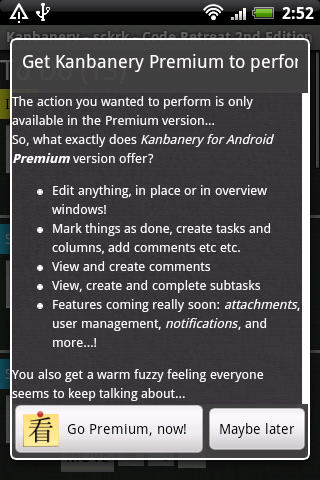 2:52
Kanbanery - sckrk - Code Retreat 2nd Edition
Get Kanbanery Premium to perfor
The action you wanted to perform is only
available in the Premium version...
So, what exactly does Kanbanery for Android
Premium version offer?
Edit anything, in place or in overview
windows!
Mark things as done, create tasks and
columns, add comments etc etc.
View and create comments
View, create and complete subtasks
Features coming really soon: attachments,
user management, notifications, and
more...!
You also get a warm fuzzy feeling everyone
seems to keep talking about...
看 Go Premium, now!
Maybe later